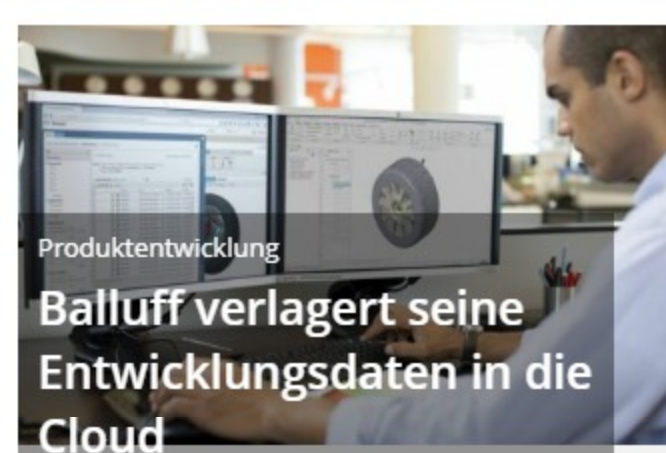 Produktentwicklung
Balluff verlagert seine
Entwicklungsdaten in die
Cloud